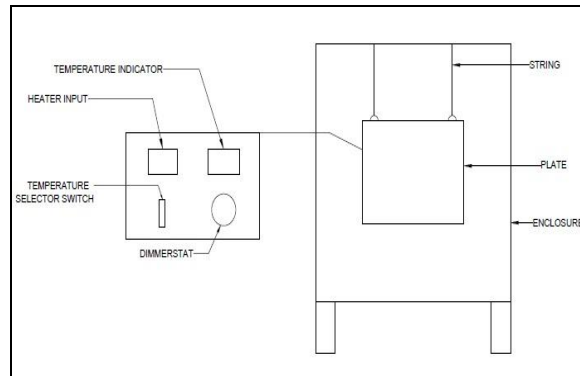 TEMPERATURE INDICATOR
HEATER INPUT
TEMPERATURE
SELECTOR SWITCH
DIMMERSTAT
STRING
PLATE
ENCLOSURE